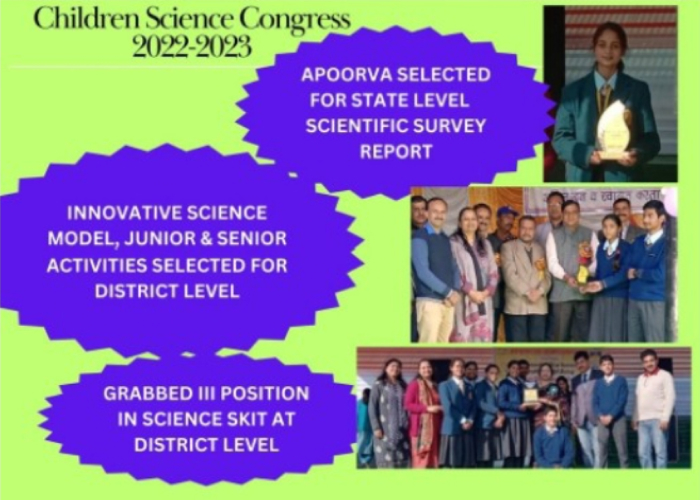 Children Science Congress
2022-2023
APOORVA SELECTED
FOR STATE LEVEL
SCIENTIFIC SURVEY
REPORT
INNOVATIVE SCIENCE
MODEL, JUNIOR & SENIOR
ACTIVITIES SELECTED FOR
DISTRICT LEVEL
GRABBED III POSITION
IN SCIENCE SKIT AT
DISTRICT LEVEL